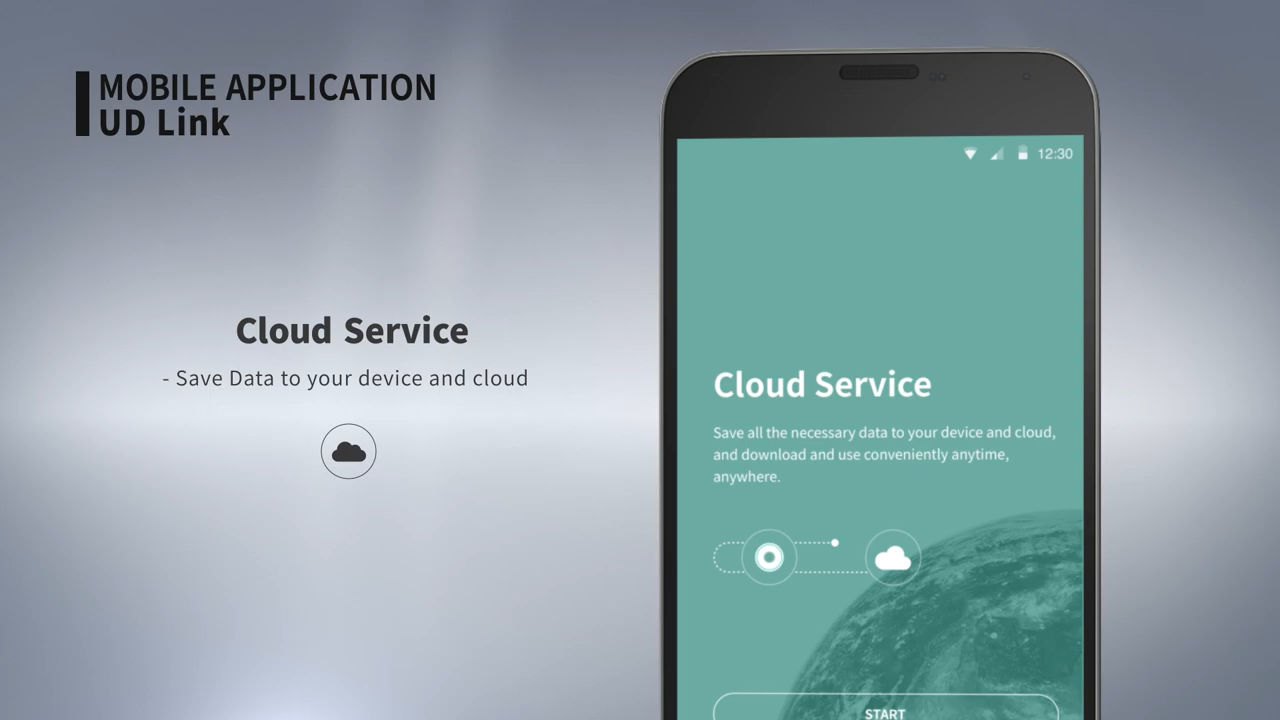 MOBILE APPLICATION
UD Link
Cloud Service
- Save Data to your device and cloud
12:30
Cloud Service
Save all the necessary data to your device and cloud,
and download and use conveniently anytime,
anywhere.
START